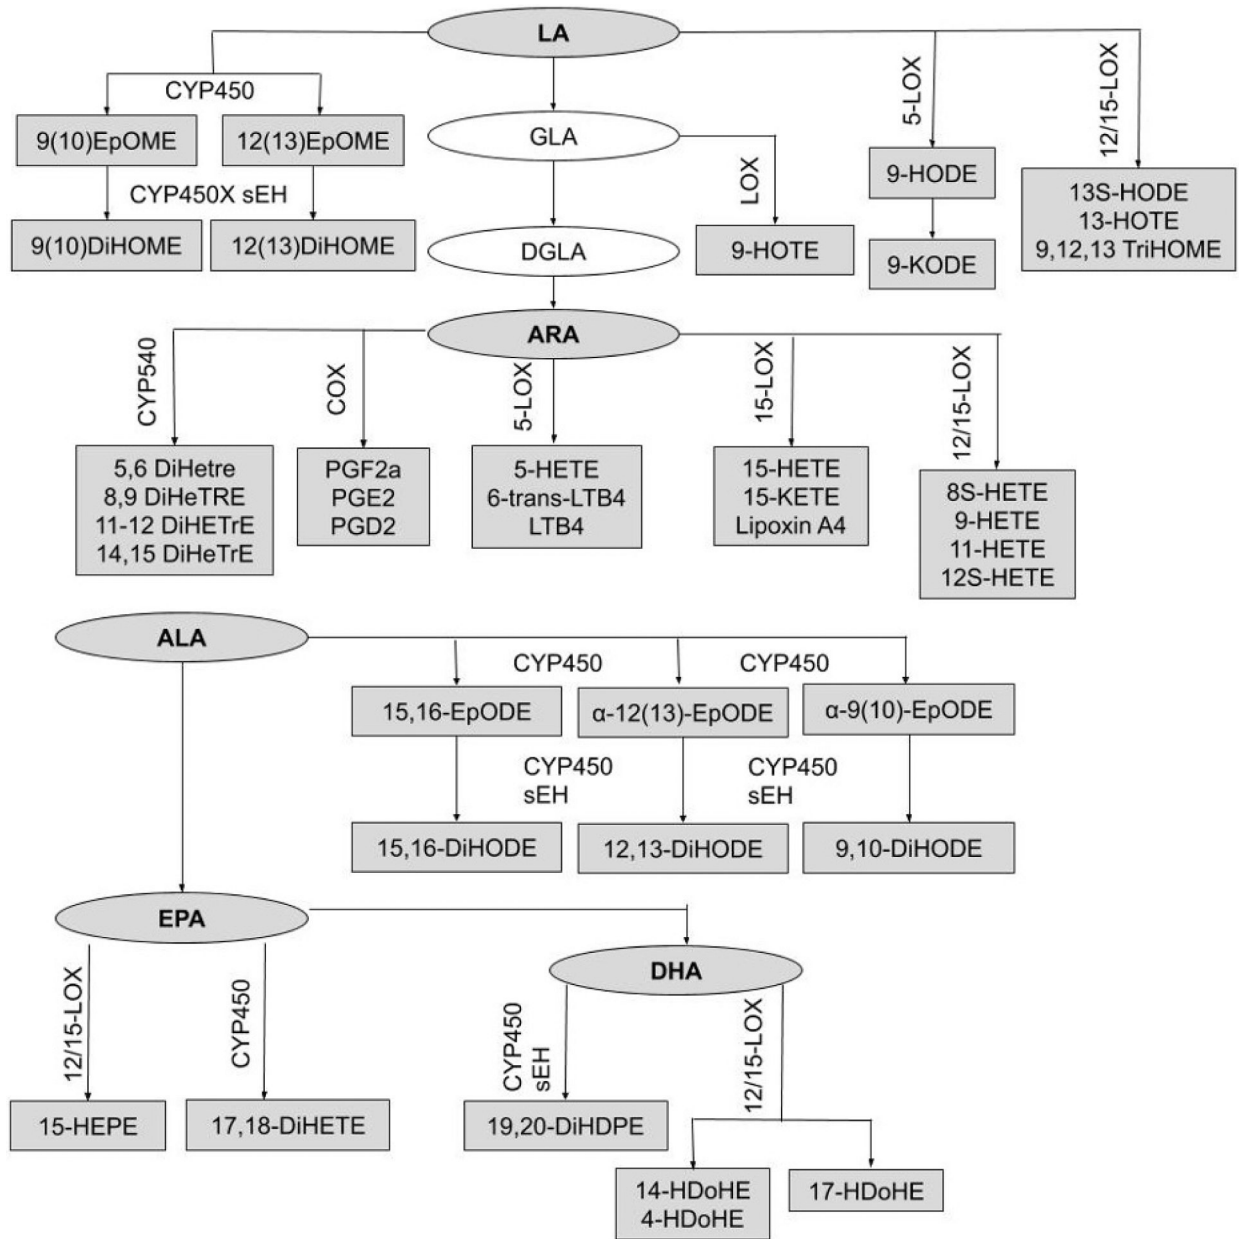 LA
CYP450
5-LOX
12/15-LOX
9(10)EpOME
12(13)EpOME
GLA
LOX
9-HODE
13S-HODE
13-HOTE
9,12,13 TriHOME
CYP450X sEH
9(10)DiHOME
12(13)DiHOME
DGLA
9-HOTE
9-KODE
ARA
CYP540
COX
5-LOX
15-LOX
12/15-LOX
5,6 DiHetre
8,9 DiHeTRE
11-12 DiHETrE
14,15 DiHeTrE
PGF2a
PGE2
PGD2
5-HETE
6-trans-LTB4
LTB4
15-HETE
15-KETE
Lipoxin A4
8S-HETE
9-HETE
11-HETE
12S-HETE
ALA
CYP450
CYP450
15,16-EpODE
α-12(13)-EpODE
α-9(10)-EpODE
CYP450
sEH
CYP450
sEH
15,16-DiHODE
12,13-DiHODE
9,10-DiHODE
EPA
DHA
12/15-LOX
CYP450
CYP450
sEH
12/15-LOX
15-HEPE
17,18-DiHETE
19,20-DiHDPE
14-HDoHE
4-HDoHE
17-HDoHE